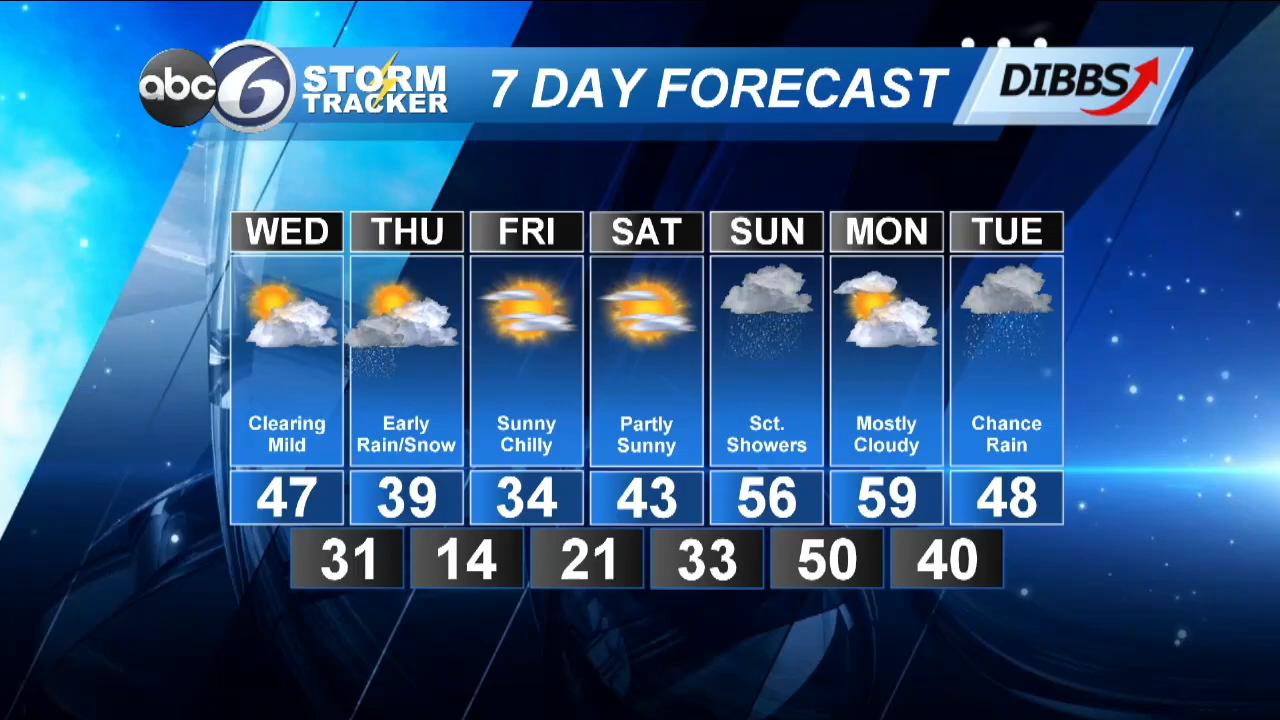 abc 6 STORM TRACKER 7 DAY FORECAST DIBBS
WED THU FRI SAT SUN MON TUE
Clearing Mild
Early Rain/Snow
Sunny Chilly
Partly Sunny
Sct. Showers
Mostly Cloudy
Chance Rain
47 39 34 43 56 59 48
31 14 21 33 50 40